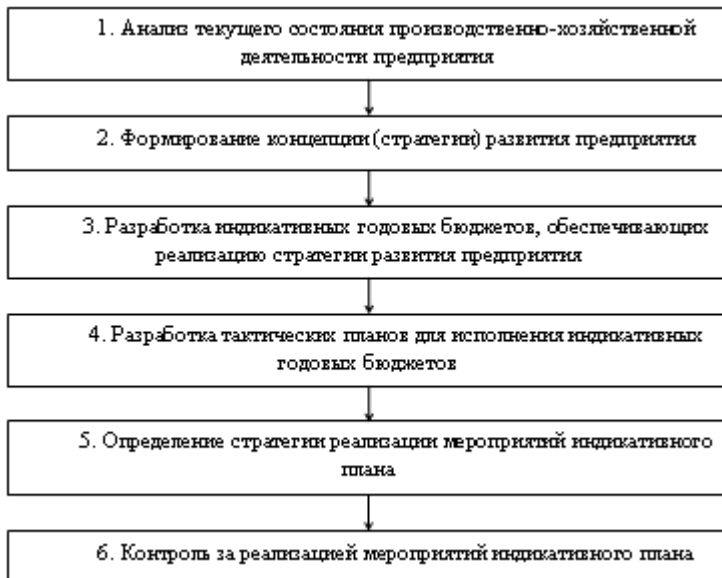 1. Анализ текущего состояния производственно-хозяйственной
деятельности предприятия
2. Формирование концепции (стратегии) развития предприятия
3. Разработка индикативных годовых бюджетов, обеспечивающих
реализацию стратегии развития предприятия
4. Разработка тактических планов для исполнения индикативных
годовых бюджетов
5. Определение стратегии реализации мероприятий индикативного
плана
6. Контроль за реализацией мероприятий индикативного плана